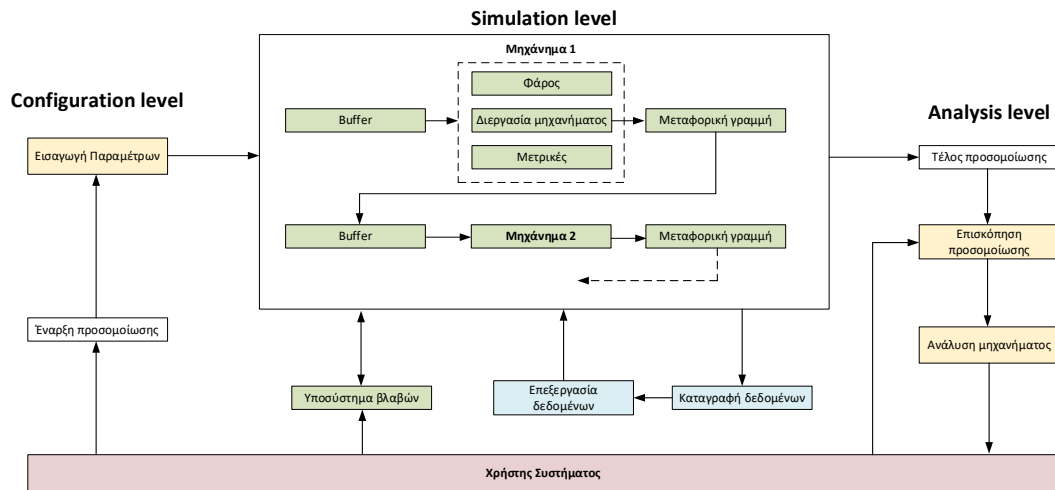 Simulation level
Configuration level
Analysis level
Μηχάνημα 1
Φάρος
Buffer
Διεργασία μηχανήματος
Μεταφορική γραμμή
Μετρικές
Εισαγωγή Παραμέτρων
Τέλος προσομοίωσης
Buffer
Μηχάνημα 2
Μεταφορική γραμμή
Επισκόπηση
προσομοίωσης
Έναρξη προσομοίωσης
Ανάλυση μηχανήματος
Υποσύστημα βλαβών
Επεξεργασία
δεδομένων
Καταγραφή δεδομένων
Χρήστης Συστήματος